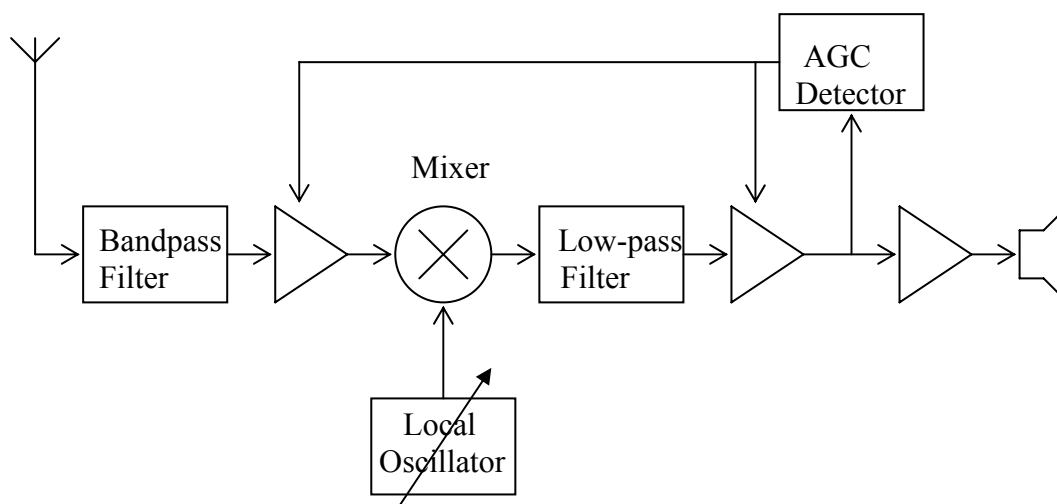 AGC
Detector
Mixer
Bandpass
Filter
Low-pass
Filter
Local
Oscillator